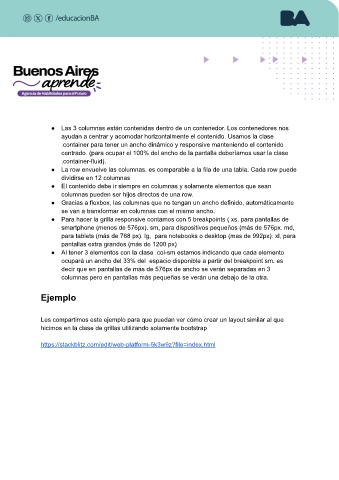 /educacionBA
BA
Buenos Aires
aprende
Agencia de Habilidades para el Futuro
● Las 3 columnas están contenidas dentro de un contenedor. Los contenedores nos
ayudan a centrar y acomodar horizontalmente el contenido. Usamos la clase
.container para tener un ancho dinámico y responsive manteniendo el contenido
centrado. (para ocupar el 100% del ancho de la pantalla deberíamos usar la clase
.container-fluid).
● La row envuelve las columnas, es comparable a la fila de una tabla. Cada row puede
dividirse en 12 columnas
● El contenido debe ir siempre en columnas y solamente elementos que sean
columnas pueden ser hijos directos de una row.
● Gracias a flexbox, las columnas que no tengan un ancho definido, automáticamente
se van a transformar en columnas con el mismo ancho.
● Para hacer la grilla responsive contamos con 5 breakpoints ( xs, para pantallas de
smartphone (menos de 576px). sm, para dispositivos pequeños (más de 576px. md,
para tablets (más de 768 px). lg, para notebooks o desktop (mas de 992px). xl, para
pantallas extra grandes (más de 1200 px)
● Al tener 3 elementos con la clase .col-sm estamos indicando que cada elemento
ocupará un ancho del 33% del espacio disponible a partir del breakpoint sm, es
decir que en pantallas de más de 576px de ancho se verán separadas en 3
columnas pero en pantallas más pequeñas se verán una debajo de la otra.
Ejemplo
Les compartimos este ejemplo para que puedan ver cómo crear un layout similar al que
hicimos en la clase de grillas utilizando solamente bootstrap
https://stackblitz.com/edit/web-platform-5k3w9z?file=index.html